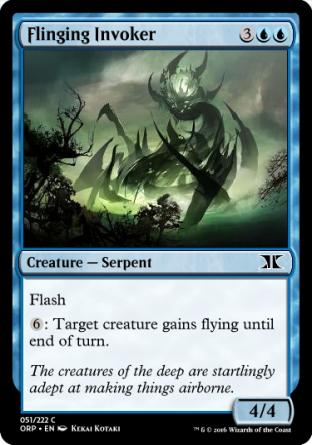 Flinging Invoker 3
Creature — Serpent
Flash
6: Target creature gains flying until
end of turn.
The creatures of the deep are startlingly
adept at making things airborne.
4/4
051/222 C
ORP • EN Kekai Kotaki
™ & © 2016 Wizards of the Coast